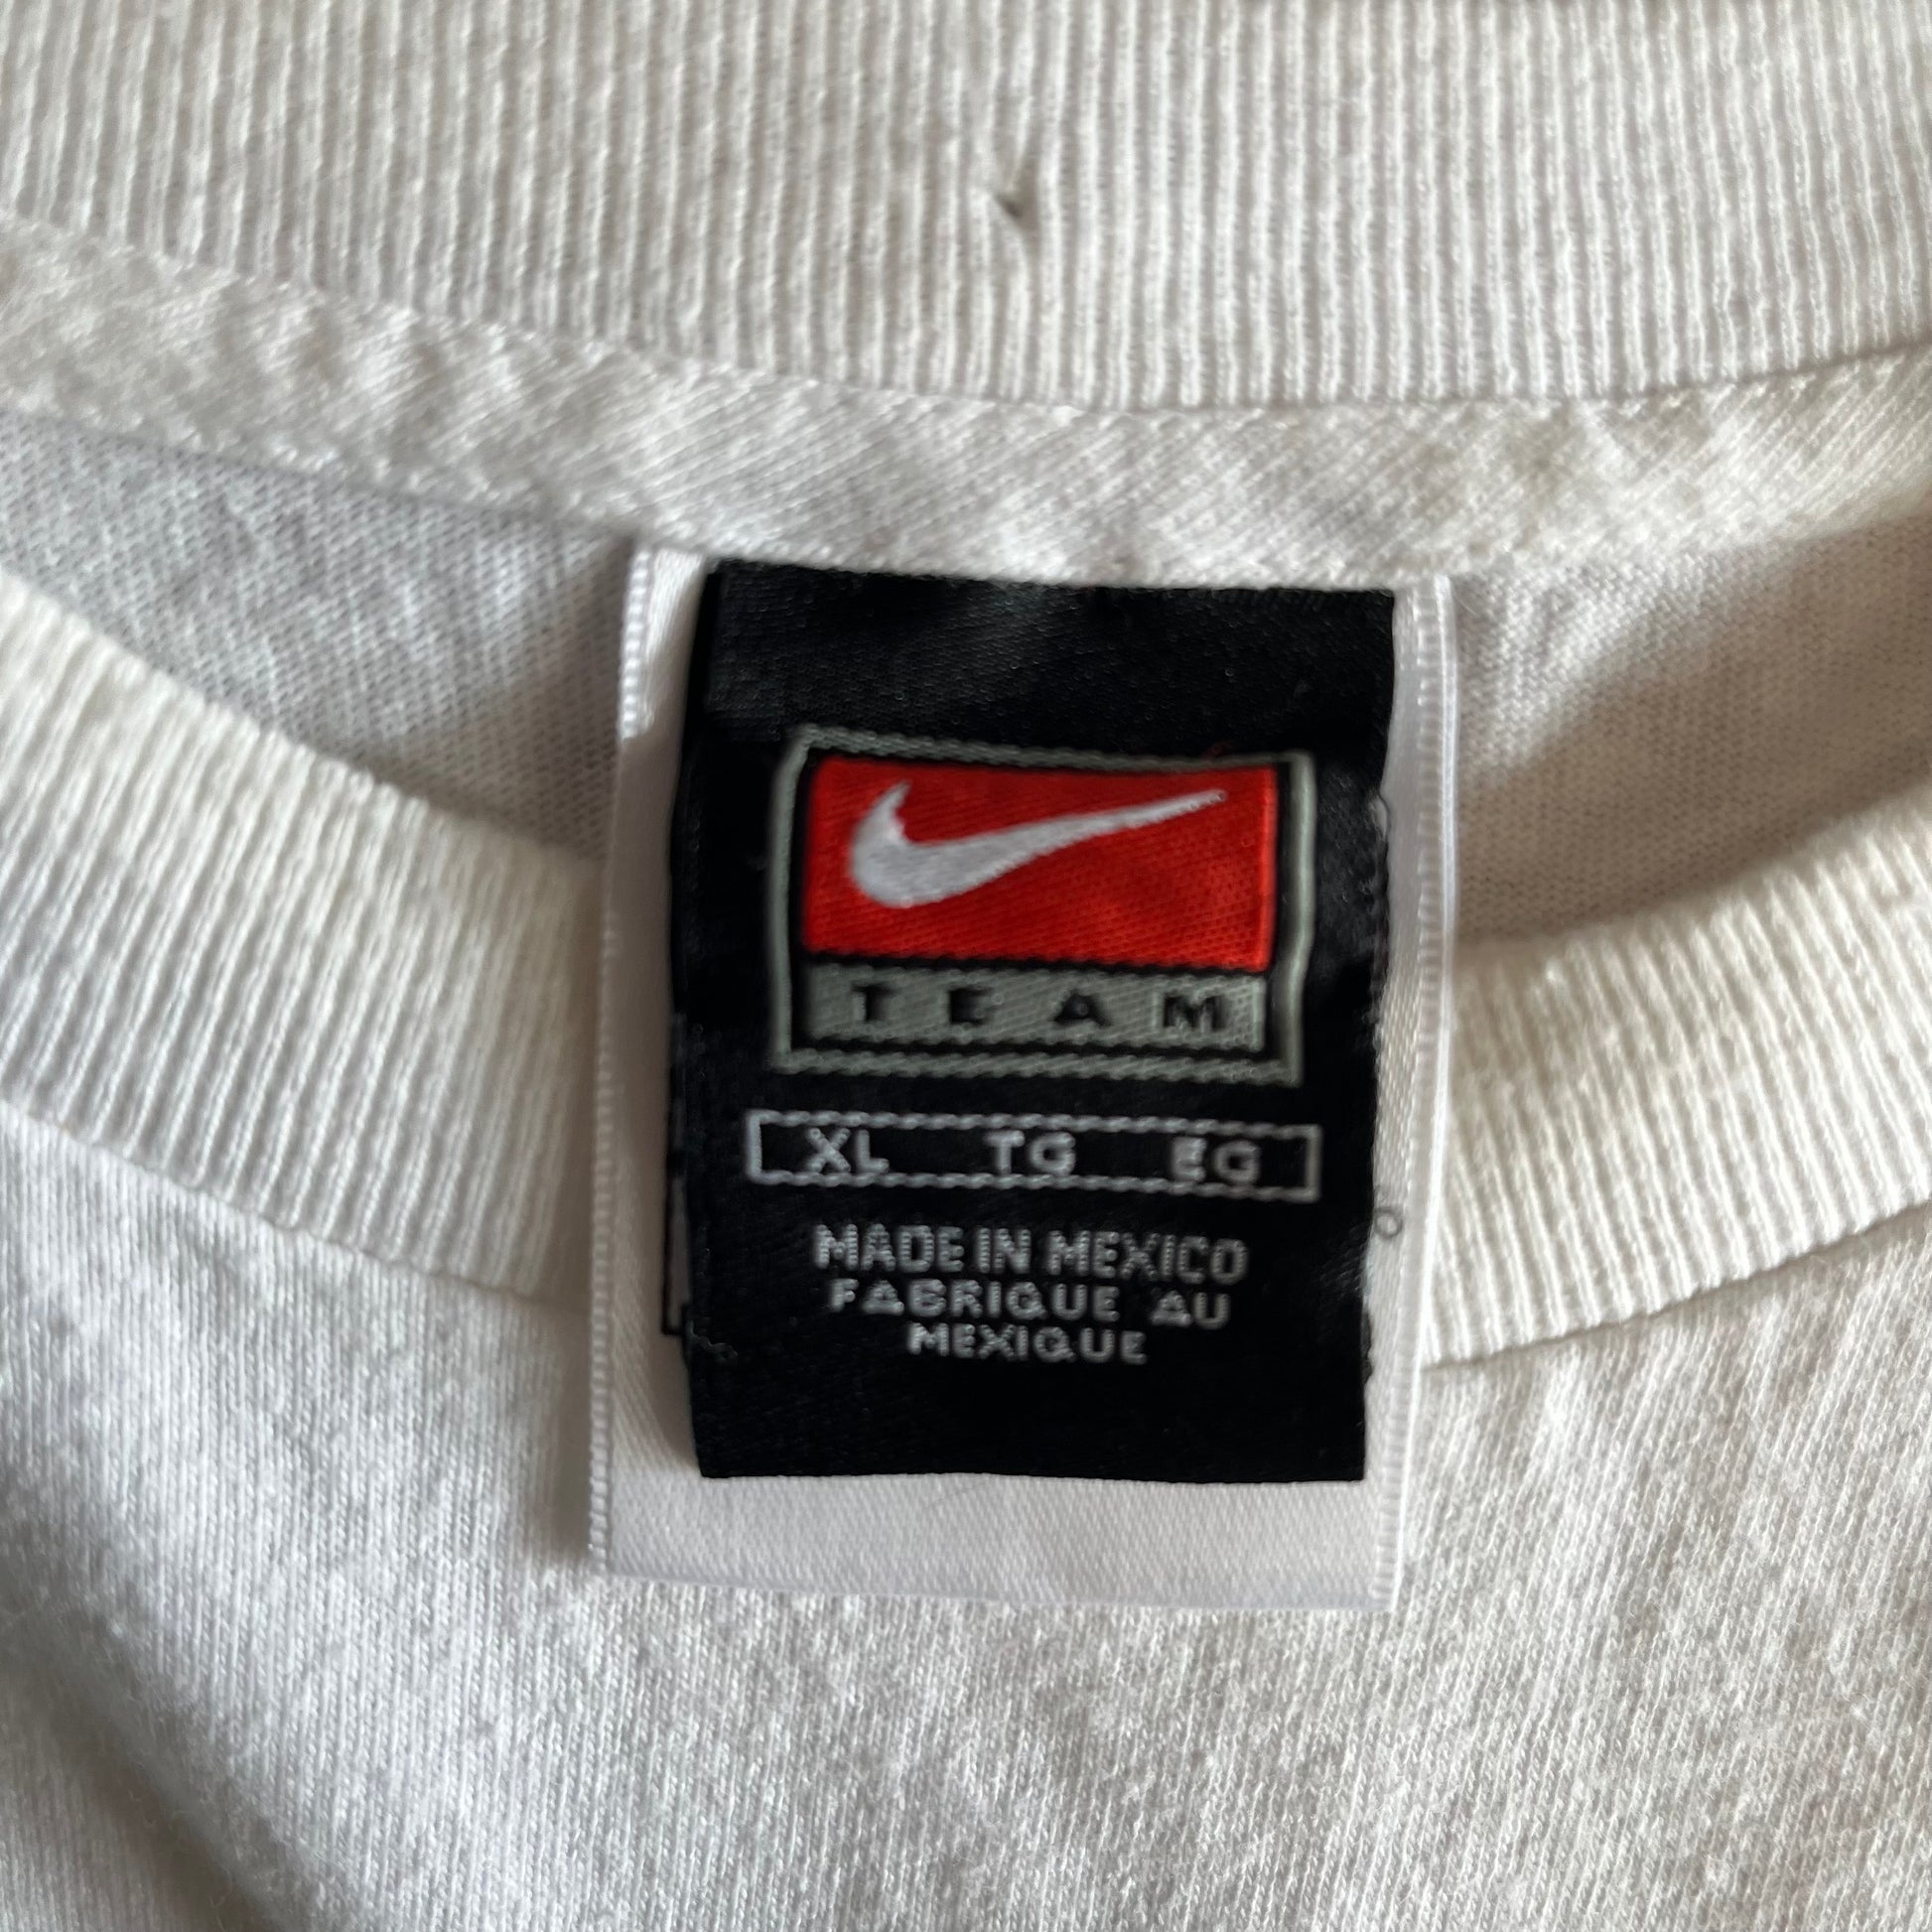 TEAM
XL TG EG
MADE IN MEXICO
FABRIQUE AU
MEXIQUE